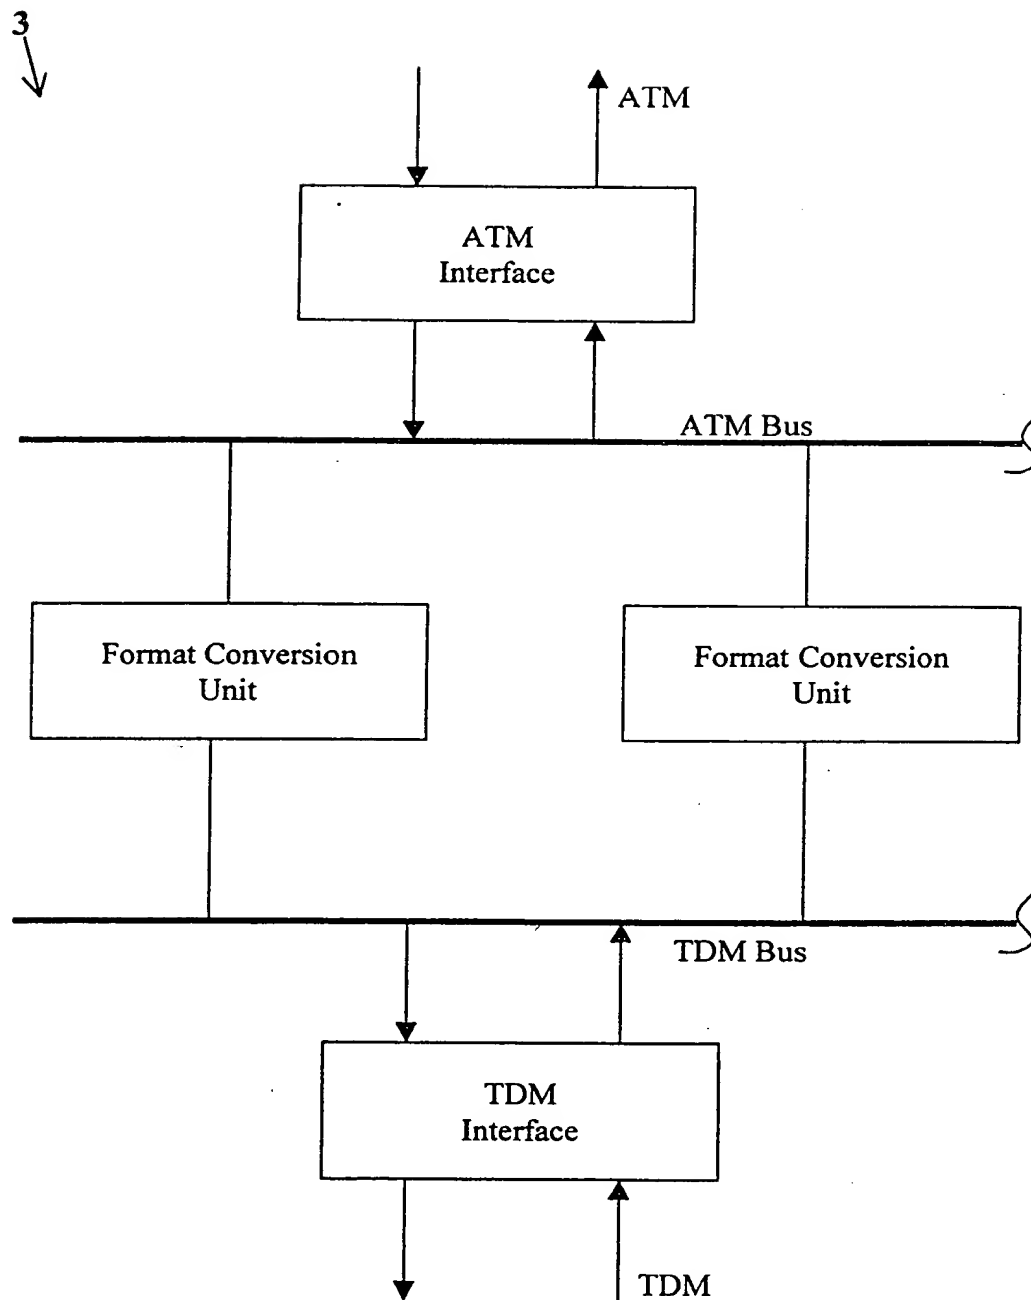 3
ATM
ATM
Interface
ATM Bus
Format Conversion
Unit
Format Conversion
Unit
TDM Bus
TDM
Interface
TDM